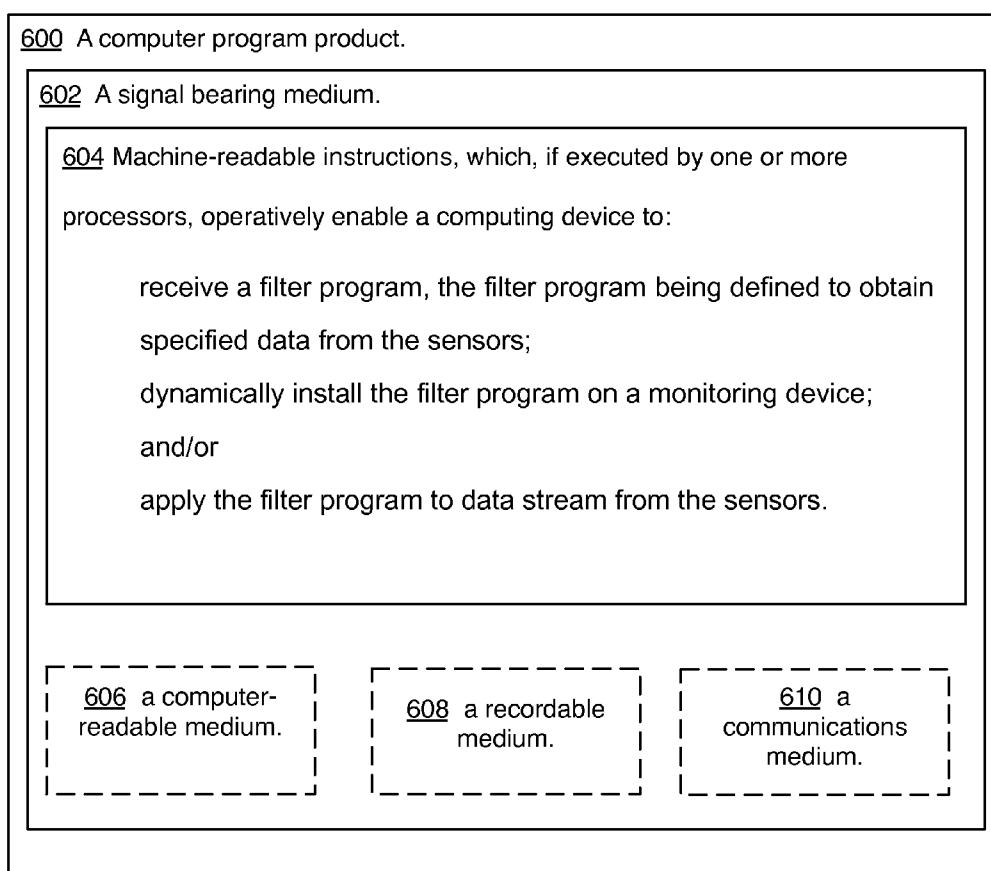 600 A computer program product.
602 A signal bearing medium.
604 Machine-readable instructions, which, if executed by one or more
processors, operatively enable a computing device to:
receive a filter program, the filter program being defined to obtain
specified data from the sensors;
dynamically install the filter program on a monitoring device;
and/or
apply the filter program to data stream from the sensors.
606 a computer-
readable medium.
608 a recordable
medium.
610 a
communications
medium.